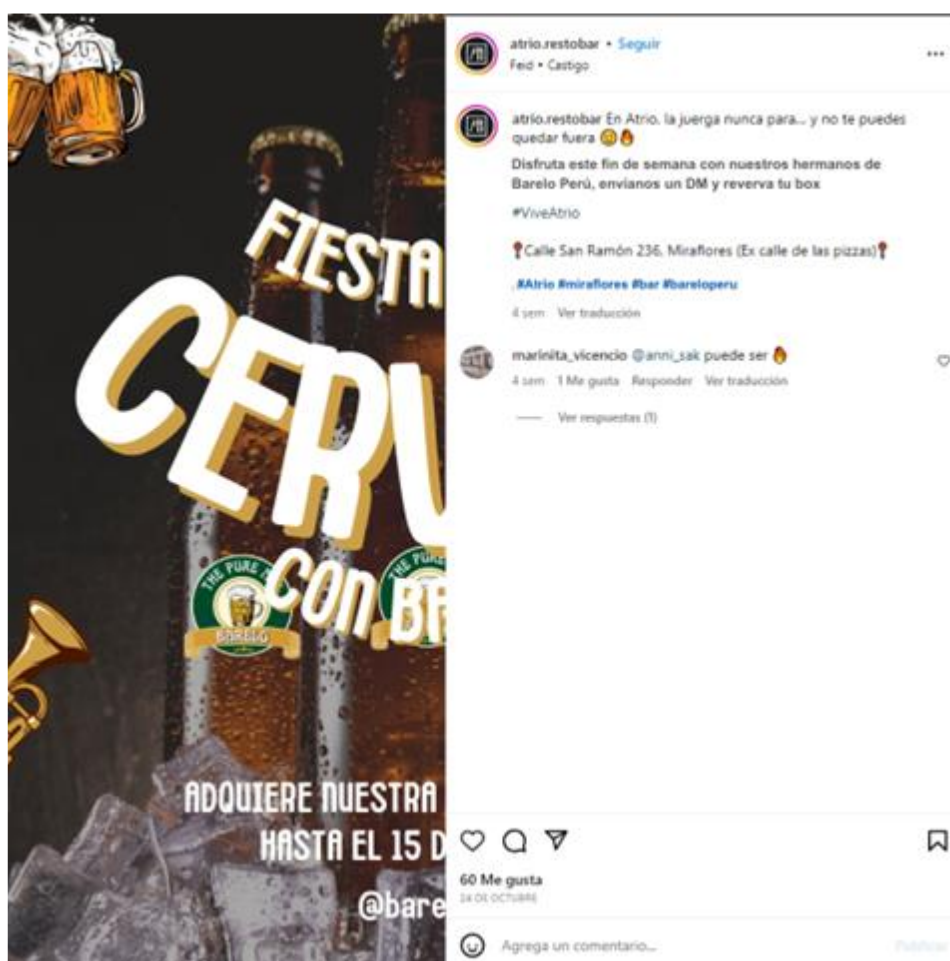 FIESTA
CERV
CON BA
THE PURE
BARELO
THE PURE
ADQUIERE NUESTRA
HASTA EL 15 D
@bare
atrio.restobar • Seguir
Feid • Castigo
atrio.restobar En Atrio, la juerga nunca para... y no te puedes
quedar fuera
Disfruta este fin de semana con nuestros hermanos de
Barelo Perú, envianos un DM y reverva tu box
#ViveAtrio
Calle San Ramón 236, Miraflores (Ex calle de las pizzas)
.#Atrio #miraflores #bar #bareloperu
4 sem Ver traducción
marinita_vicencio @anni_sak puede ser
4 sem 1 Me gusta Responder Ver traducción
Ver respuestas (1)
60 Me gusta
24 DE OCTUBRE
Agrega un comentario...
Publicar